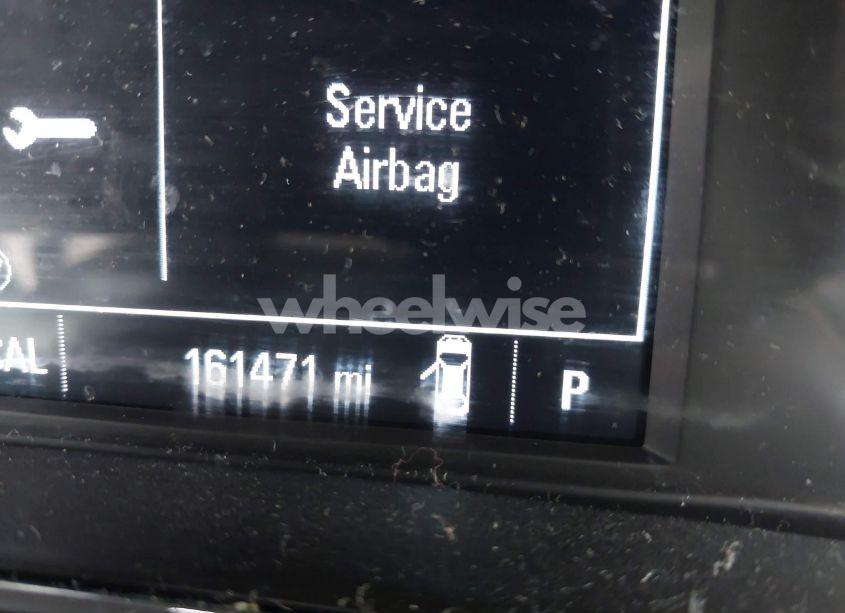 Service
Airbag
wheelwise
161471 mi
P